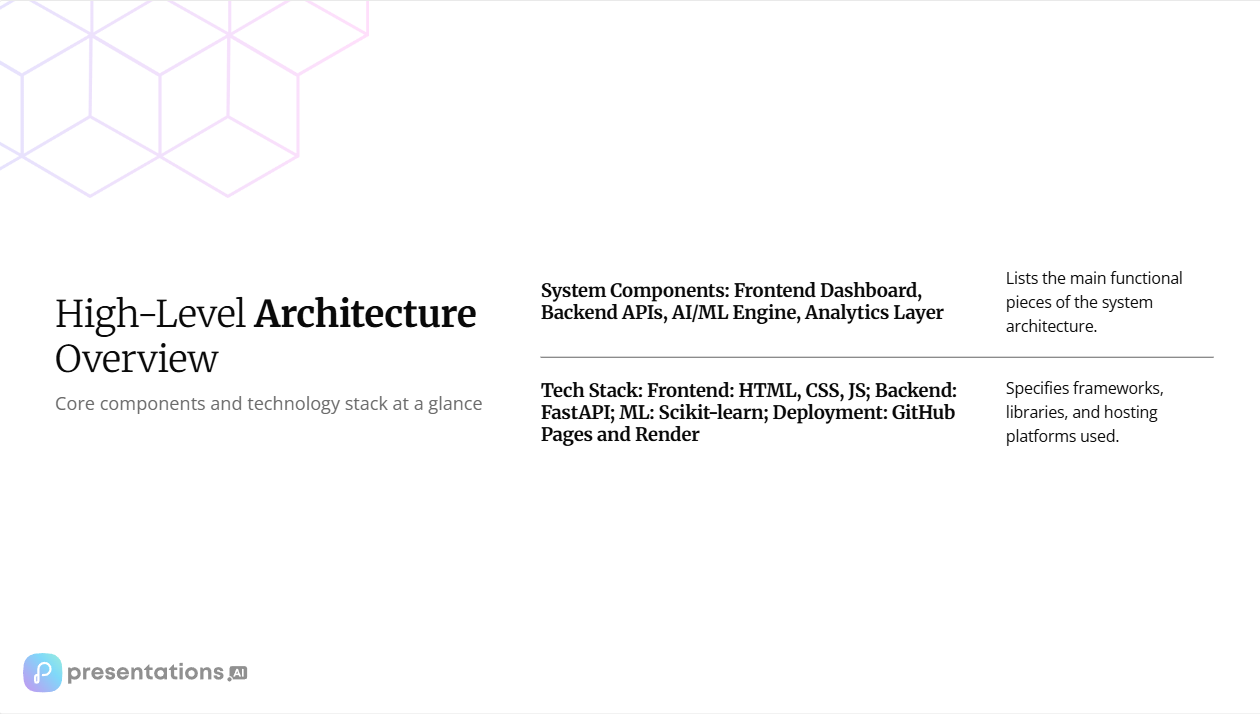 High-Level Architecture
Overview
Core components and technology stack at a glance
System Components: Frontend Dashboard,
Backend APIs, AI/ML Engine, Analytics Layer
Lists the main functional
pieces of the system
architecture.
Tech Stack: Frontend: HTML, CSS, JS; Backend:
FastAPI; ML: Scikit-learn; Deployment: GitHub
Pages and Render
Specifies frameworks,
libraries, and hosting
platforms used.
presentations.AI